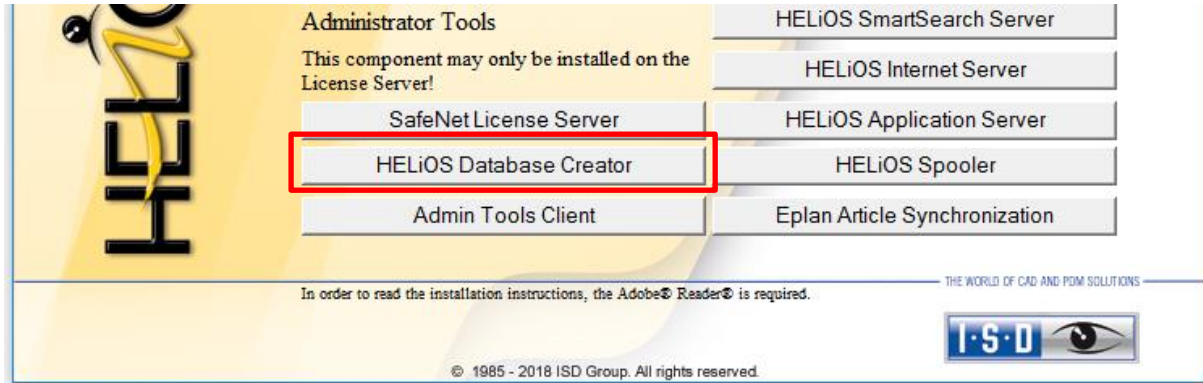 HELiOS
Administrator Tools
This component may only be installed on the
License Server!
SafeNet License Server
HELiOS Database Creator
Admin Tools Client
HELiOS SmartSearch Server
HELiOS Internet Server
HELiOS Application Server
HELiOS Spooler
Eplan Article Synchronization
In order to read the installation instructions, the Adobe® Reader® is required.
THE WORLD OF CAD AND PDM SOLUTIONS
I·S·D
© 1985 - 2018 ISD Group. All rights reserved.